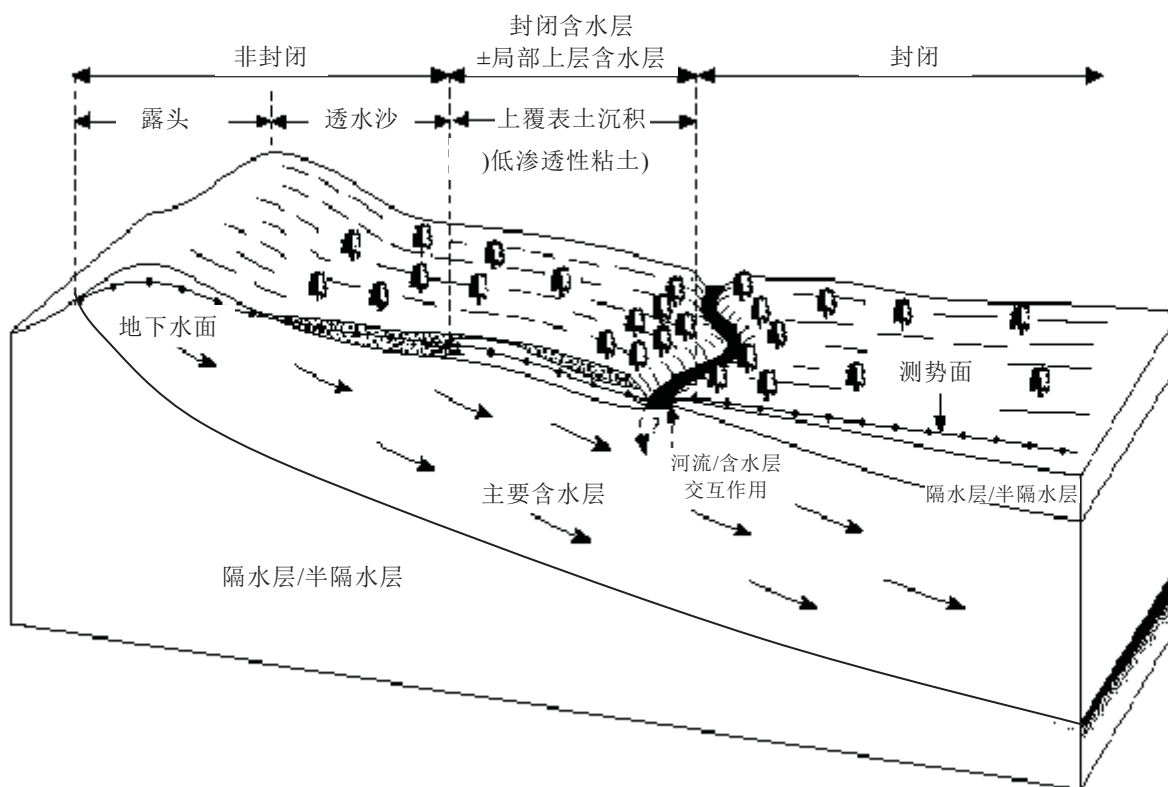 封闭含水层
非封闭
±局部上层含水层
封闭
露头
透水沙
上覆表土沉积
)低渗透性粘土)
地下水面
测势面
?
河流/含水层
交互作用
主要含水层
隔水层/半隔水层
隔水层/半隔水层